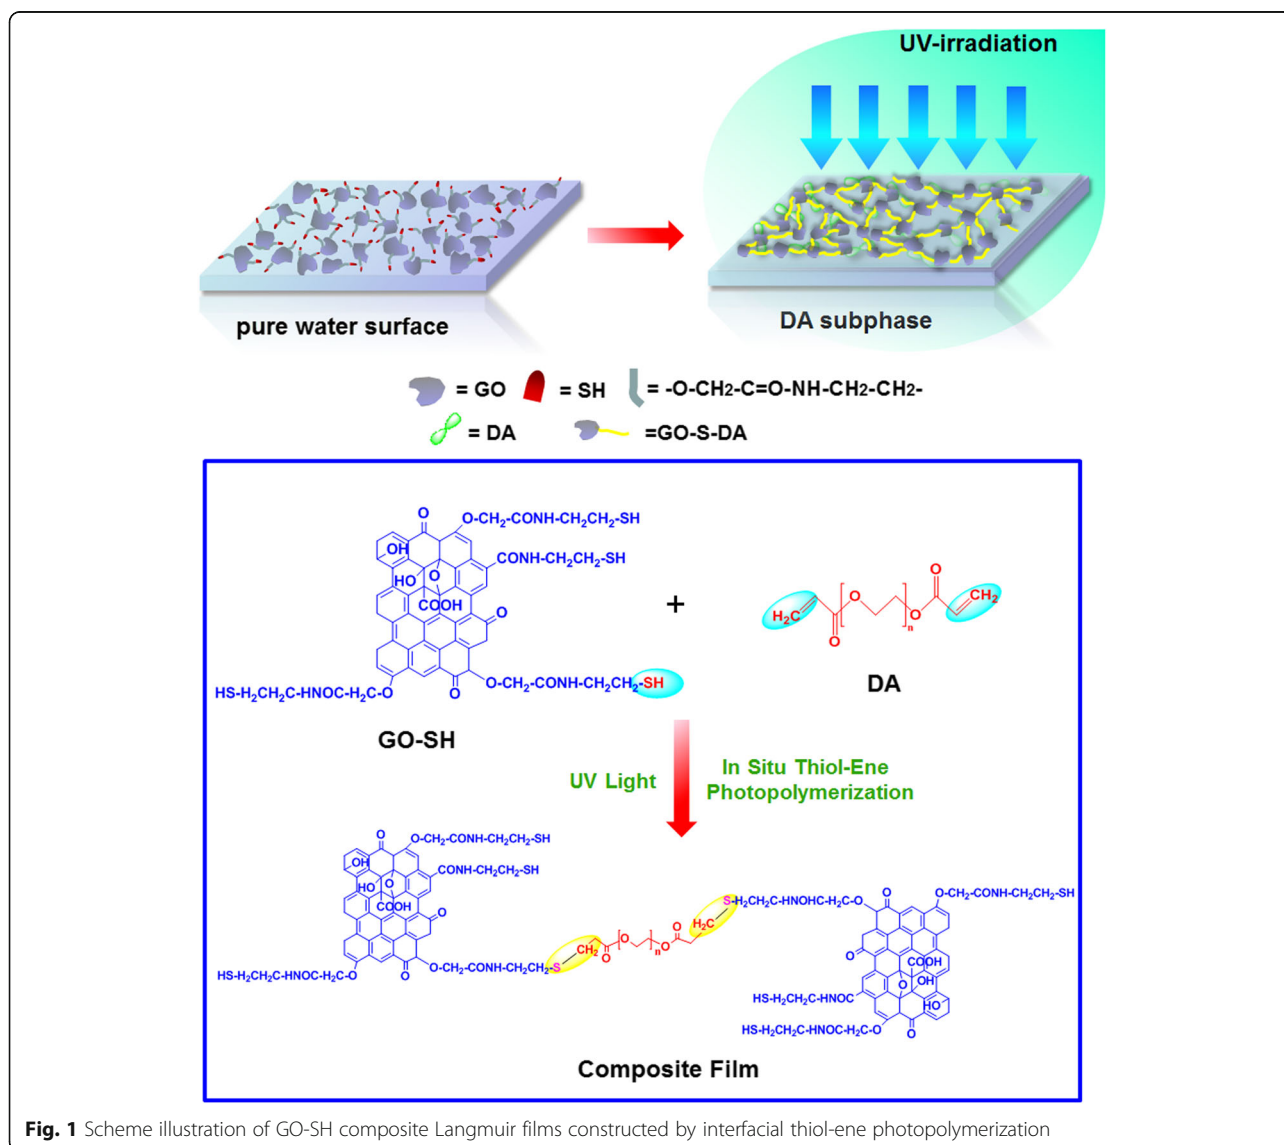 UV-irradiation
pure water surface
DA subphase
= GO
= SH
= -O-CH2-C=O-NH-CH2-CH2-
= DA
=GO-S-DA
O
O-CH₂-CONH-CH₂CH₂-SH
OH
CONH-CH₂CH₂-SH
HO
O
COOH
O
HS-H₂CH₂C-HNOC-H₂C-O
O
O-CH₂-CONH-CH₂CH₂-SH
GO-SH
+
H₂C
O
O
n
O
O
CH₂
DA
UV Light
In Situ Thiol-Ene
Photopolymerization
O
O-CH₂-CONH-CH₂CH₂-SH
OH
CONH-CH₂CH₂-SH
HO
O
COOH
O
HS-H₂CH₂C-HNOC-H₂C-O
O
O-CH₂-CONH-CH₂CH₂-S
CH₂
O
O
n
O
O
H₂C
S-H₂CH₂C-HNOHC-H₂C-O
O
O-CH₂-CONH-CH₂CH₂-SH
O
COOH
O
OH
HS-H₂CH₂C-HNOC
HO
HS-H₂CH₂C-HNOC-H₂C-O
O
Composite Film
Fig. 1 Scheme illustration of GO-SH composite Langmuir films constructed by interfacial thiol-ene photopolymerization